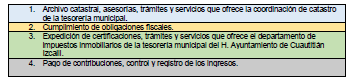 1. Archivo catastral, asesorías, trámites y servicios que ofrece la coordinación de catastro
de la tesorería municipal.
2. Cumplimiento de obligaciones fiscales.
3. Expedición de certificaciones, trámites y servicios que ofrece el departamento de
impuestos inmobiliarios de la tesorería municipal del H. Ayuntamiento de Cuautitlán
Izcalli.
4. Pago de contribuciones, control y registro de los ingresos.